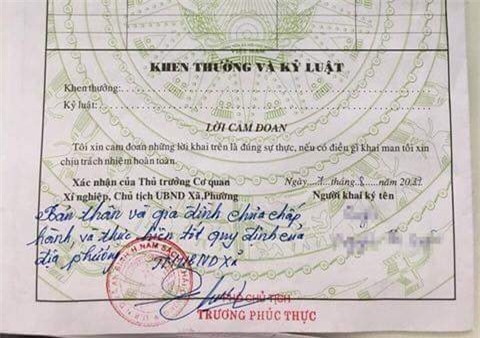 KHEN THƯỞNG VÀ KỶ LUẬT
Khen thưởng:
Kỷ luật:
LỜI CAM ĐOAN
Tôi xin cam đoan những lời khai trên là đúng sự thực, nếu có điều gì khai man tôi xin
chịu trách nhiệm hoàn toàn.
Xác nhận của Thủ trưởng Cơ quan
Xí nghiệp, Chủ tịch UBND Xã, Phường
Ngày 7 tháng 8 năm 20
Người khai ký tên
Bản thân và gia đình chưa chấp
hành, và thực hiện tốt quy định của
địa phương
TM UBND Xã
PHÓ CHỦ TỊCH
TRƯƠNG PHÚC THỰC